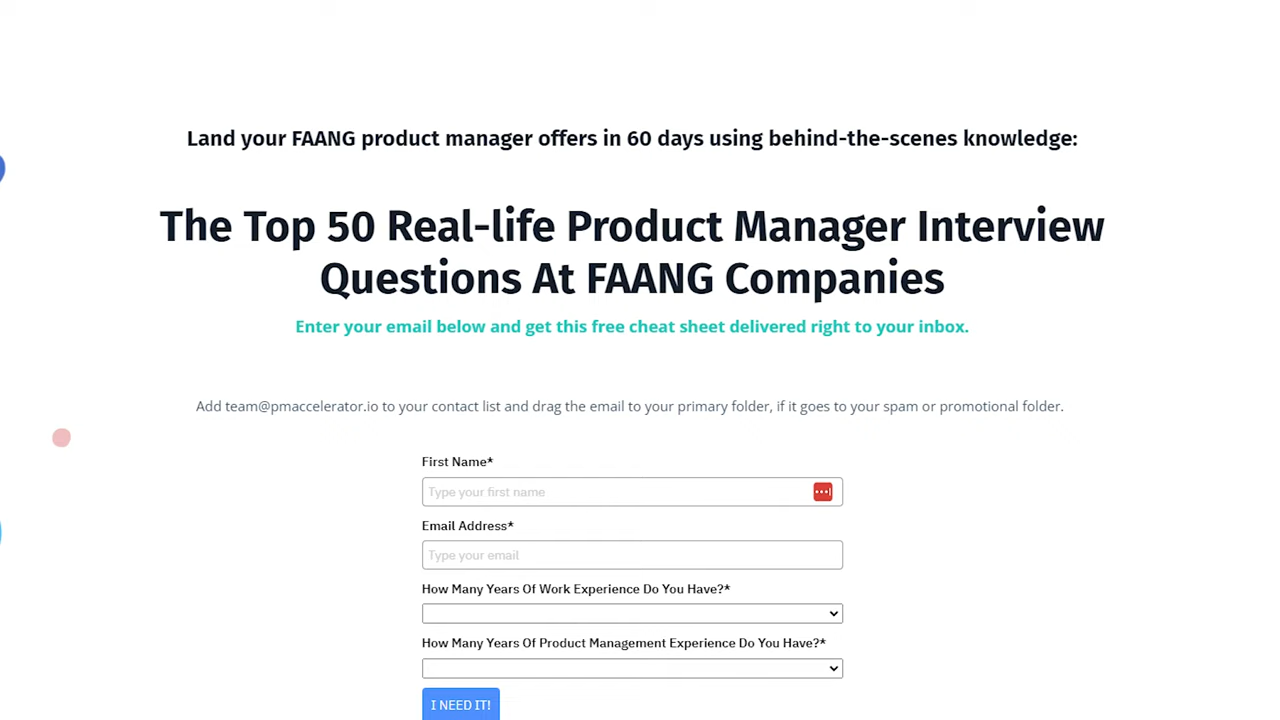 Land your FAANG product manager offers in 60 days using behind-the-scenes knowledge:
The Top 50 Real-life Product Manager Interview
Questions At FAANG Companies
Enter your email below and get this free cheat sheet delivered right to your inbox.
Add team@pmaccelerator.io to your contact list and drag the email to your primary folder, if it goes to your spam or promotional folder.
First Name*
Type your first name
Email Address*
Type your email
How Many Years Of Work Experience Do You Have?*
How Many Years Of Product Management Experience Do You Have?*
I NEED IT!